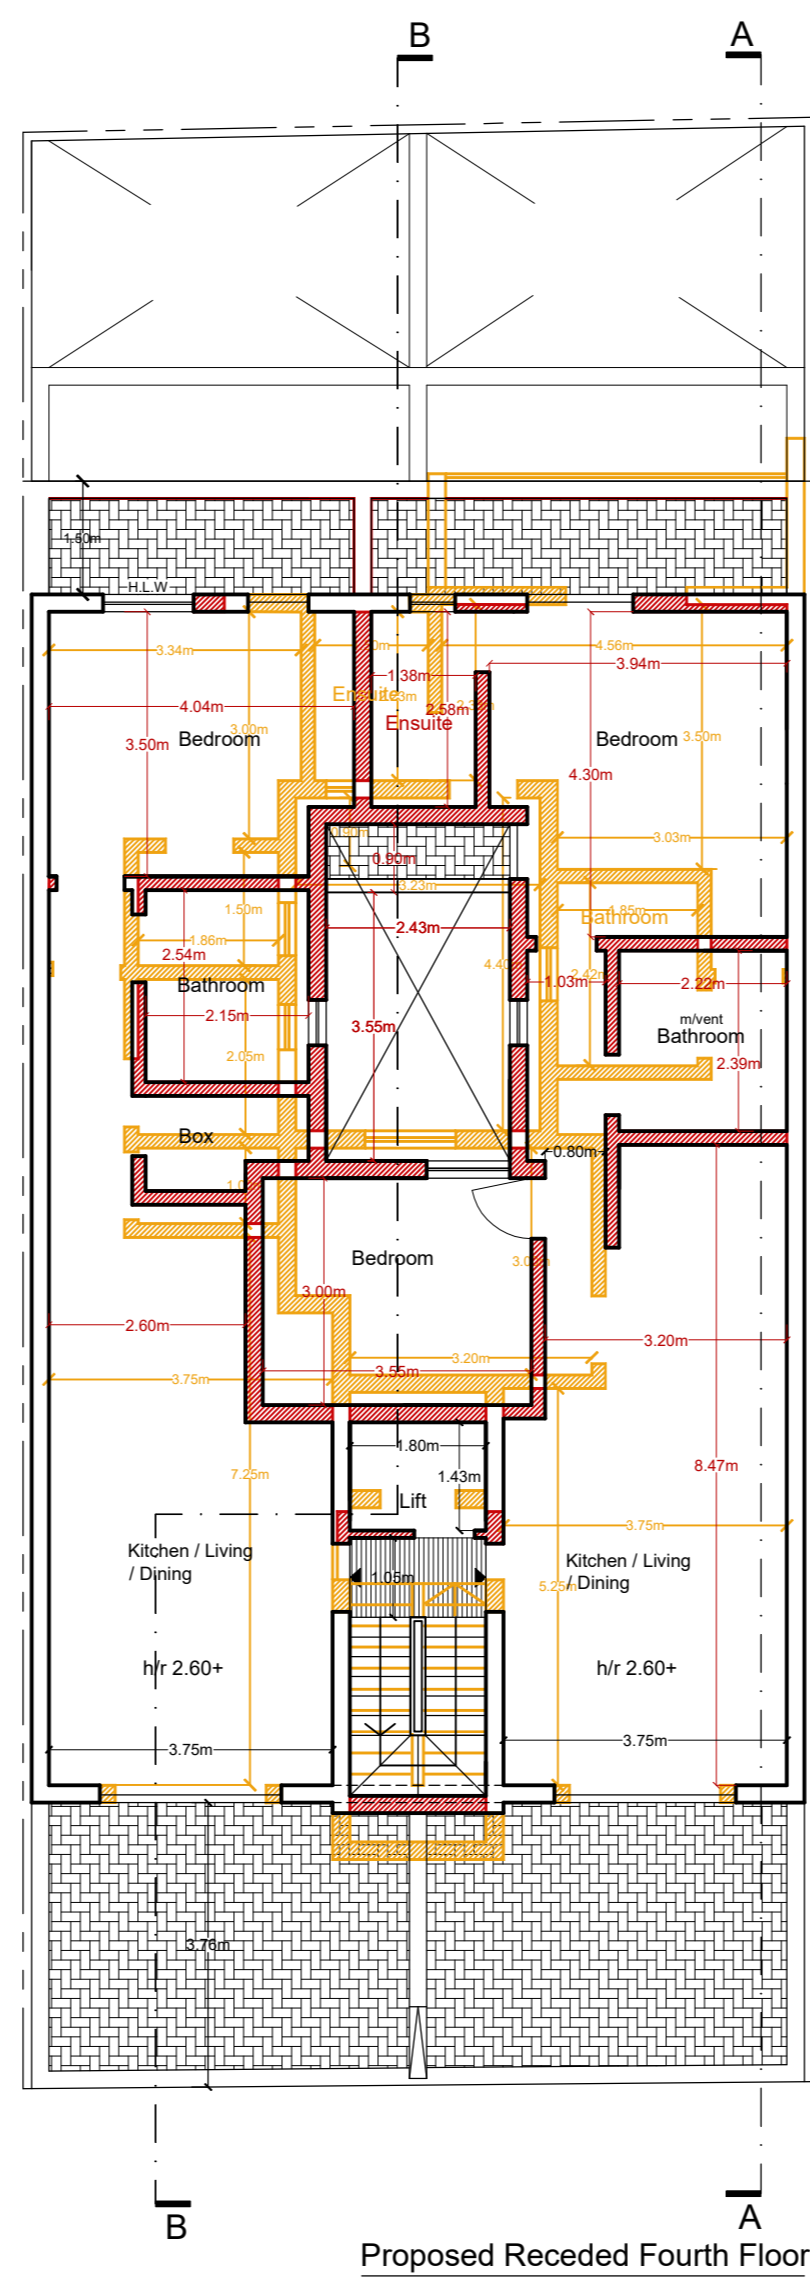 B
A
1.50m
H.L.W
3.34m
4.56m
3.94m
1.38m
Ensuite
4.04m
2.58m
Ensuite
3.00m
3.50m
Bedroom
Bedroom
3.50m
4.30m
0.90m
3.03m
0.90m
3.23m
1.50m
1.85m
Bathroom
2.43m
1.86m
2.54m
4.40
2.42m
Bathroom
1.03m
2.22m
2.15m
m/vent
Bathroom
3.55m
2.05m
2.39m
Box
0.80m
Bedroom
3.00m
2.60m
3.20m
3.20m
3.55m
3.75m
1.80m
8.47m
7.25m
1.43m
Lift
3.75m
Kitchen / Living
/ Dining
Kitchen / Living
/ Dining
1.05m
5.25m
h/r 2.60+
h/r 2.60+
3.75m
3.75m
3.76m
B
A
Proposed Receded Fourth Floor